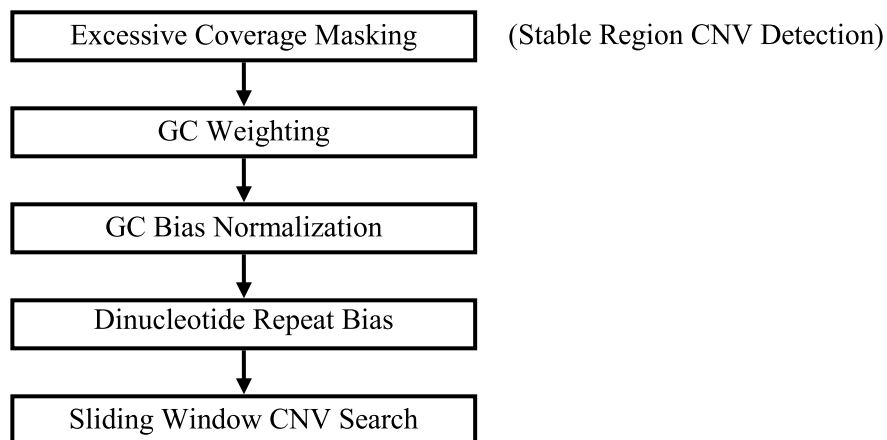 Excessive Coverage Masking (Stable Region CNV Detection)
GC Weighting
GC Bias Normalization
Dinucleotide Repeat Bias
Sliding Window CNV Search